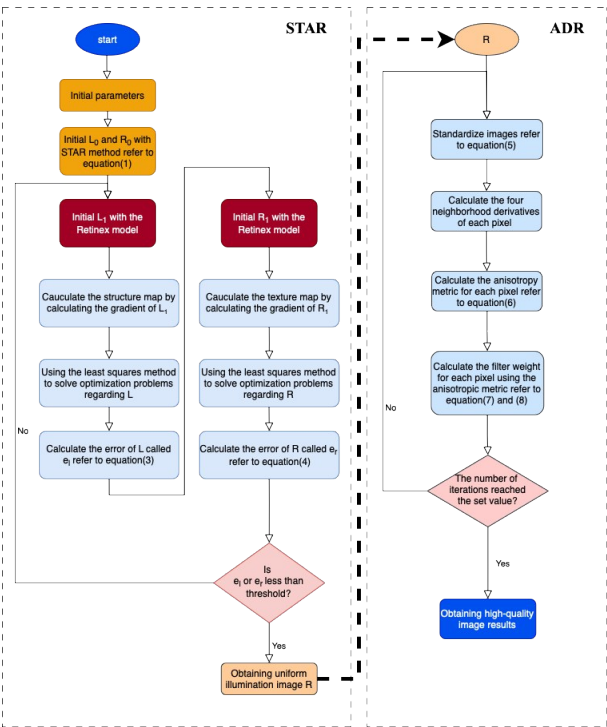 STAR
start
Initial parameters
Initial L0 and R0 with
STAR method refer to
equation(1)
Initial L1 with the
Retinex model
Cauculate the structure map by
calculating the gradient of L1
Using the least squares method
to solve optimization problems
regarding L
Calculate the error of L called
el refer to equation(3)
No
Initial R1 with the
Retinex model
Cauculate the texture map by
calculating the gradient of R1
Using the least squares method
to solve optimization problems
regarding R
Calculate the error of R called er
refer to equation(4)
Is
el or er less than
threshold?
Yes
Obtaining uniform
illumination image R
ADR
R
Standardize images refer
to equation(5)
Calculate the four
neighborhood derivatives
of each pixel
Calculate the anisotropy
metric for each pixel refer
to equation(6)
Calculate the filter weight
for each pixel using the
anisotropic metric refer to
equation(7) and (8)
No
The number of
iterations reached
the set value?
Yes
Obtaining high-quality
image results